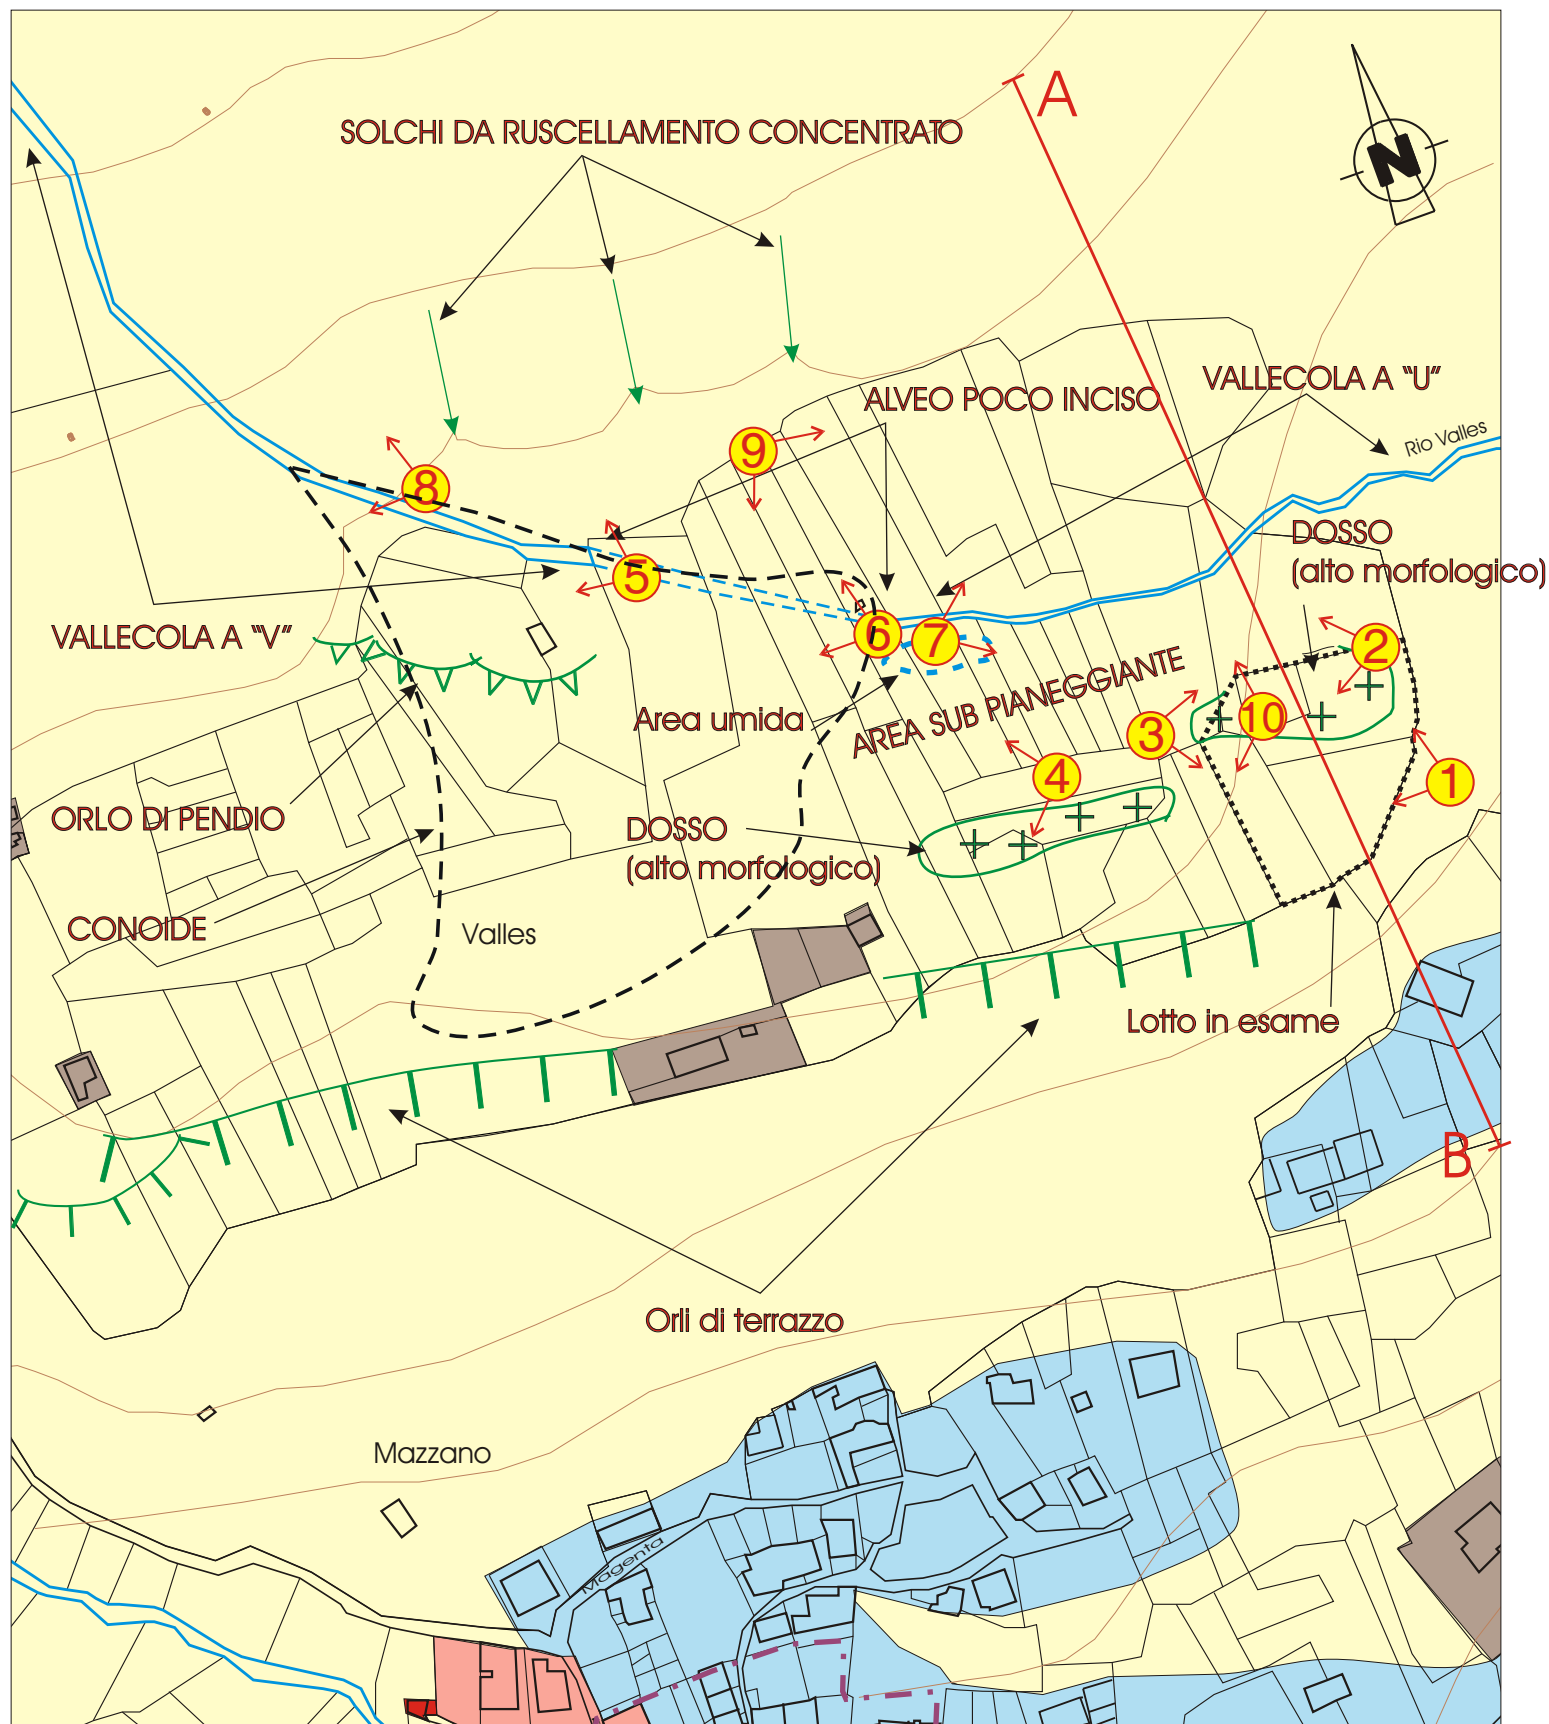 A
SOLCHI DA RUSCELLAMENTO CONCENTRATO
N
VALLECOLA A "U"
ALVEO POCO INCISO
Rio Valles
9
8
DOSSO
(alto morfologico)
5
VALLECOLA A "V"
6
7
2
AREA SUB PIANEGGIANTE
Area umida
10
3
4
1
ORLO DI PENDIO
DOSSO
(alto morfologico)
CONOIDE
Valles
Lotto in esame
B
Orli di terrazzo
Mazzano
Magenta